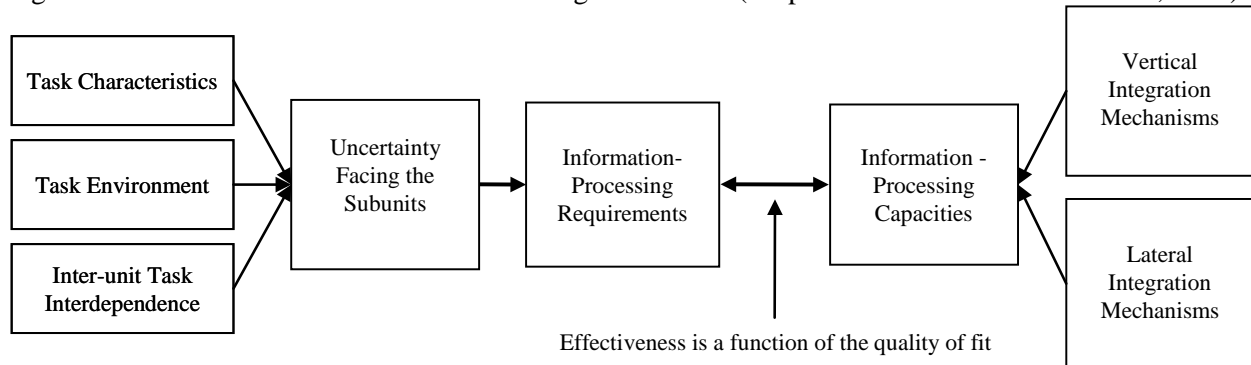 Task Characteristics
Task Environment
Inter-unit Task
Interdependence
Uncertainty
Facing the
Subunits
Information-
Processing
Requirements
Information -
Processing
Capacities
Vertical
Integration
Mechanisms
Lateral
Integration
Mechanisms
Effectiveness is a function of the quality of fit